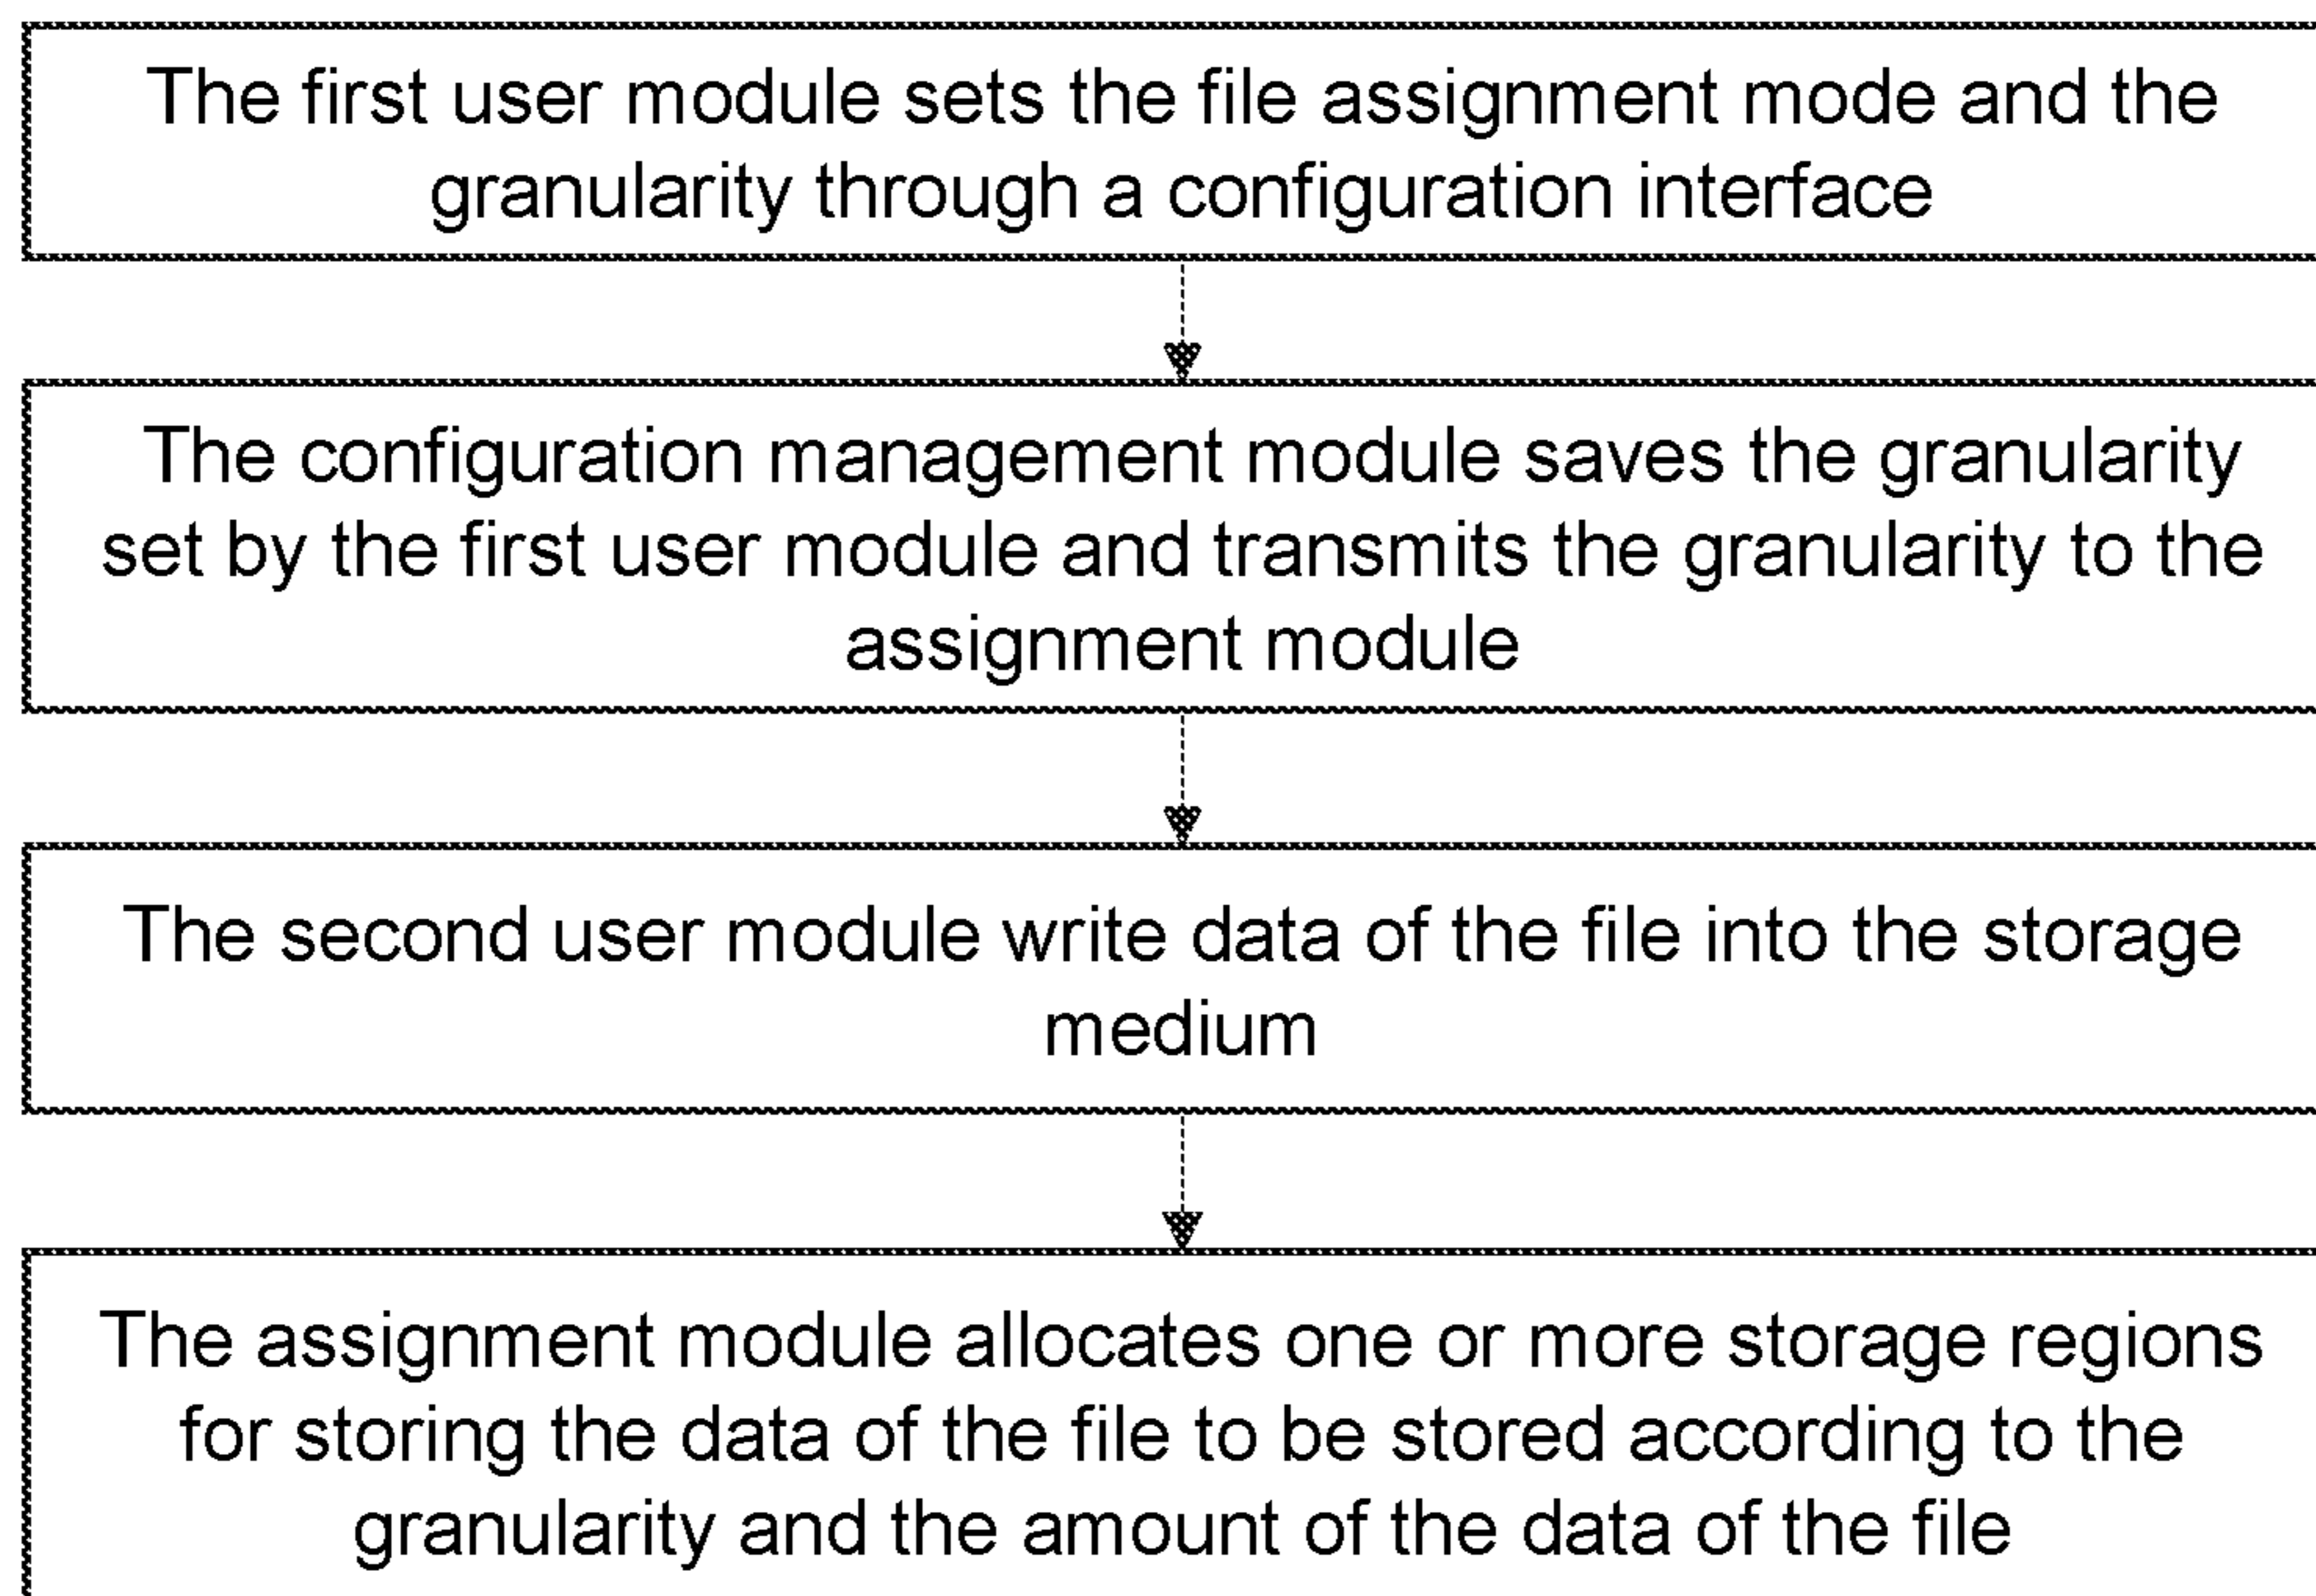 The first user module sets the file assignment mode and the
granularity through a configuration interface
The configuration management module saves the granularity
set by the first user module and transmits the granularity to the
assignment module
The second user module write data of the file into the storage
medium
The assignment module allocates one or more storage regions
for storing the data of the file to be stored according to the
granularity and the amount of the data of the file